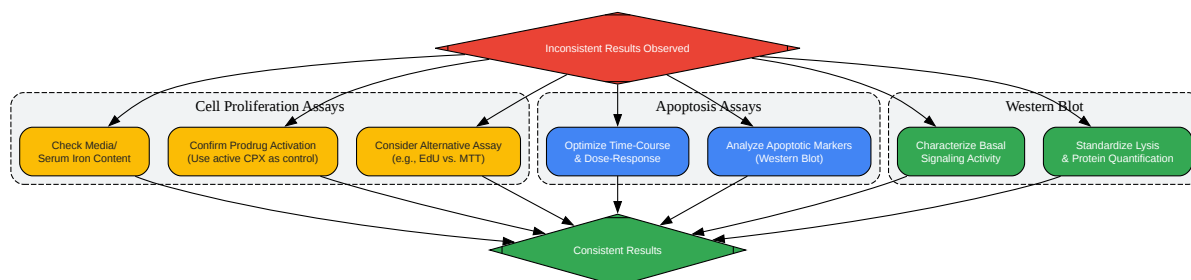 Inconsistent Results Observed
Cell Proliferation Assays
Apoptosis Assays
Western Blot
Check Media/
Serum Iron Content
Confirm Prodrug Activation
(Use active CPX as control)
Consider Alternative Assay
(e.g., EdU vs. MTT)
Optimize Time-Course
& Dose-Response
Analyze Apoptotic Markers
(Western Blot)
Characterize Basal
Signaling Activity
Standardize Lysis
& Protein Quantification
Consistent Results